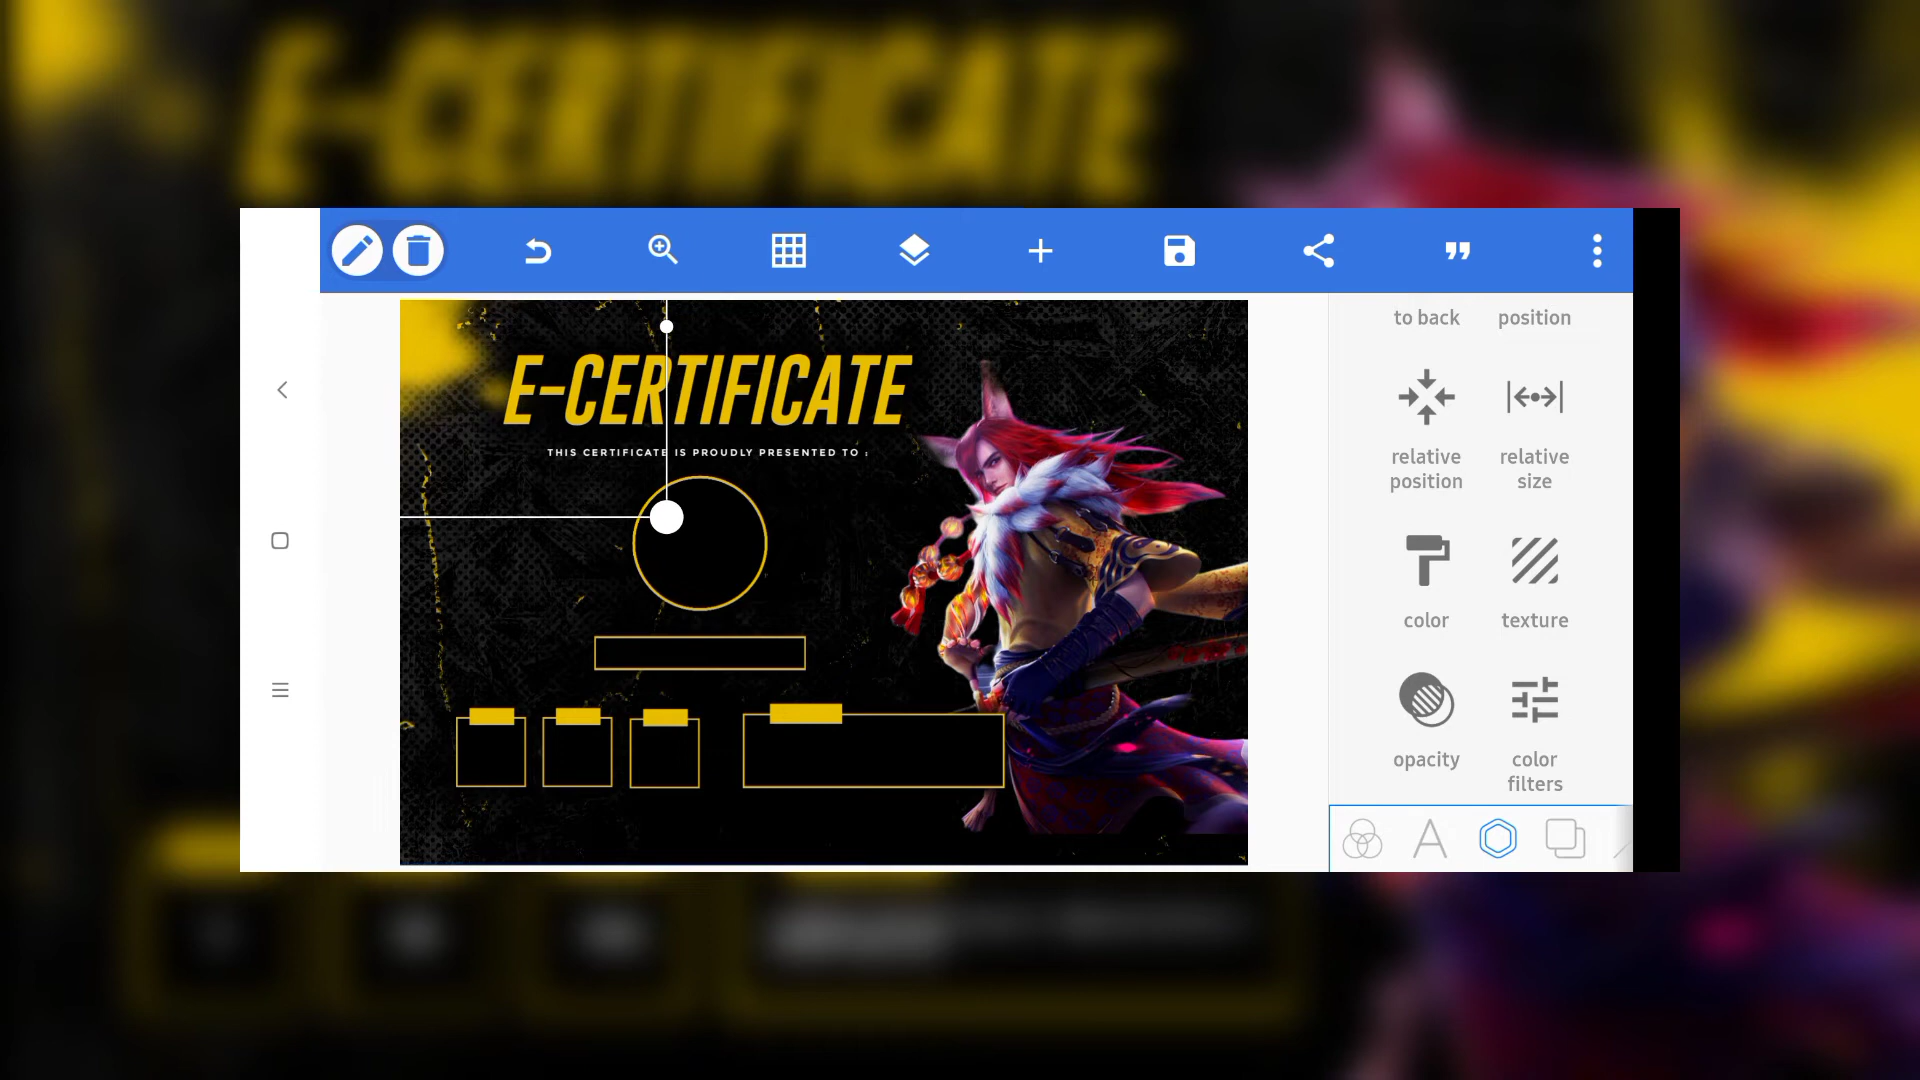 E-CERTIFICATE
to back
position
E-CERTIFICATE
THIS CERTIFICATE IS PROUDLY PRESENTED TO :
relative position
relative size
color
texture
opacity
color filters